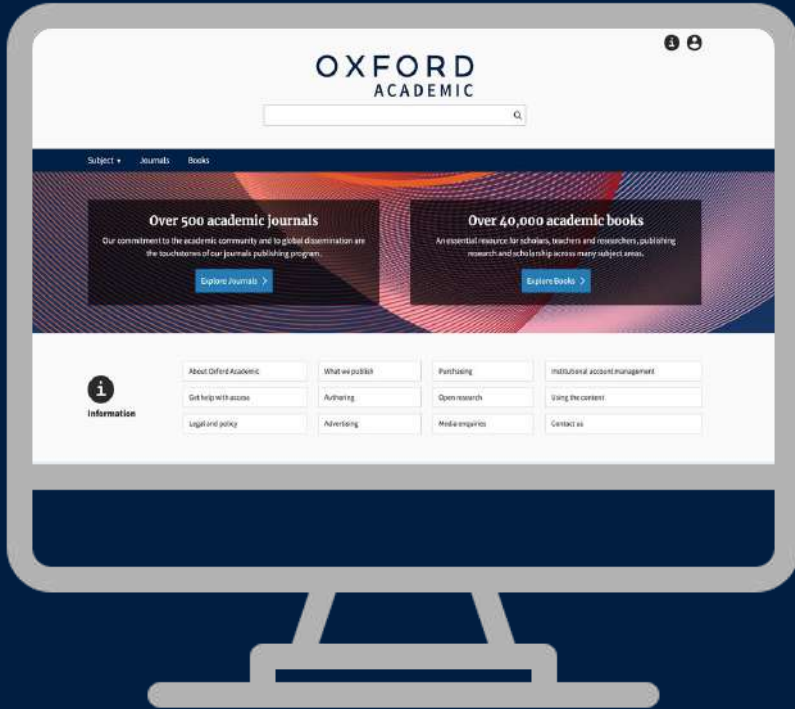 OXFORD
ACADEMIC
Subject ▾ Journals Books
Over 500 academic journals
Our commitment to the academic community and to global dissemination are
the touchstones of our journals publishing program.
Explore Journals >
Over 40,000 academic books
An essential resource for scholars, teachers and researchers, publishing
research and scholarship across many subject areas.
Explore Books >
i
Information
About Oxford Academic What we publish Purchasing Institutional account management
Get help with access Authoring Open research Using the content
Legal and policy Advertising Media enquiries Contact us